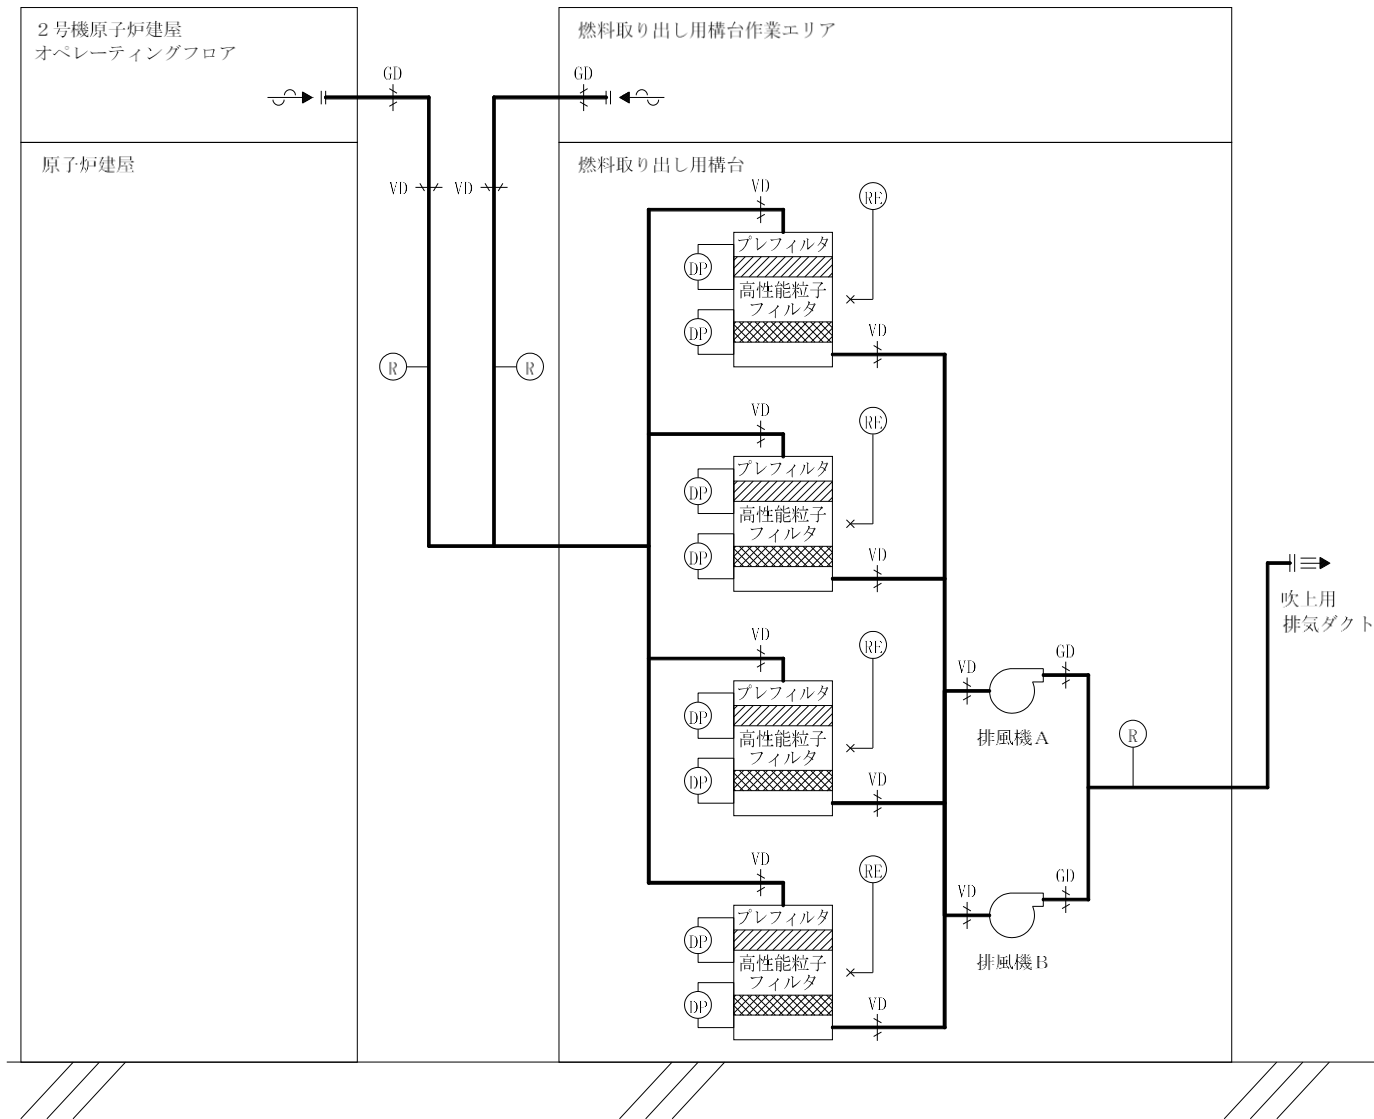 ２号機原子炉建屋
オペレーティングフロア
燃料取り出し用構台作業エリア
GD
GD
原子炉建屋
燃料取り出し用構台
VD
VD
VD
RE
プレフィルタ
DP
高性能粒子
フィルタ
DP
VD
R
R
VD
RE
プレフィルタ
DP
高性能粒子
フィルタ
DP
VD
吹上用
排気ダクト
VD
RE
プレフィルタ
DP
高性能粒子
フィルタ
DP
VD
VD
GD
排風機Ａ
R
VD
RE
プレフィルタ
DP
高性能粒子
フィルタ
DP
VD
VD
GD
排風機Ｂ